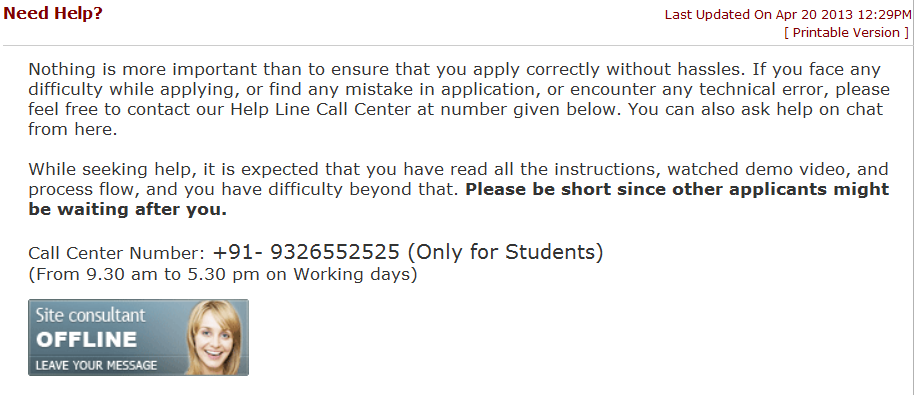 Need Help?
Last Updated On Apr 20 2013 12:29PM
[ Printable Version ]
Nothing is more important than to ensure that you apply correctly without hassles. If you face any
difficulty while applying, or find any mistake in application, or encounter any technical error, please
feel free to contact our Help Line Call Center at number given below. You can also ask help on chat
from here.
While seeking help, it is expected that you have read all the instructions, watched demo video, and
process flow, and you have difficulty beyond that. Please be short since other applicants might
be waiting after you.
Call Center Number: +91- 9326552525 (Only for Students)
(From 9.30 am to 5.30 pm on Working days)
Site consultant
OFFLINE
LEAVE YOUR MESSAGE